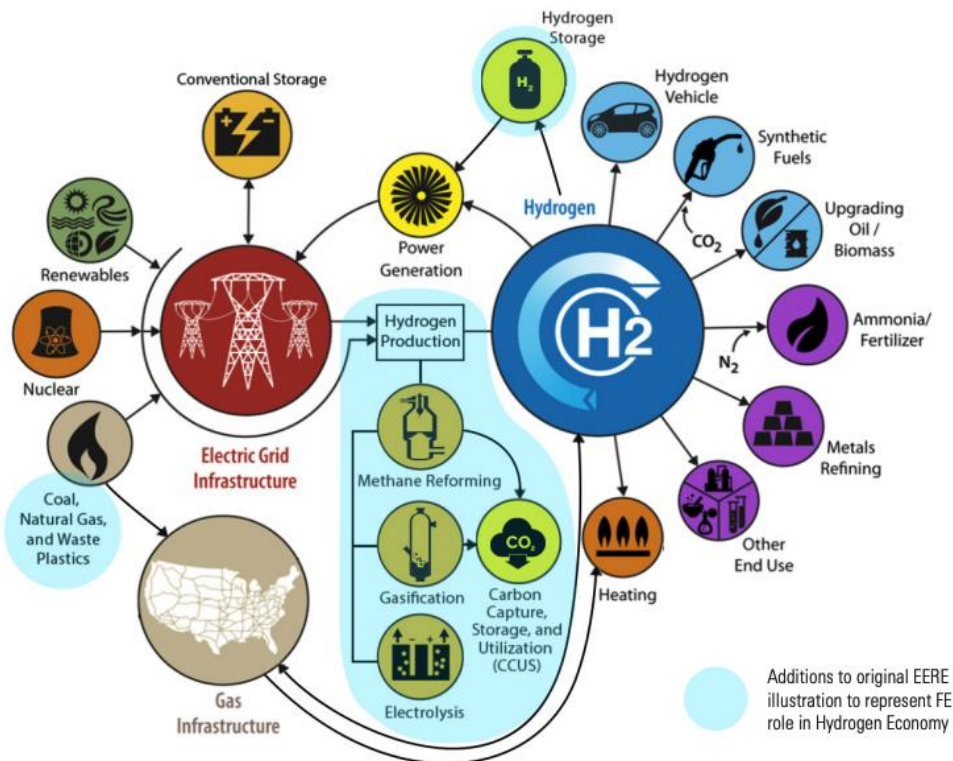 Hydrogen
Storage
H2
Conventional Storage
+
-
Hydrogen
Vehicle
Synthetic
Fuels
CO2
Upgrading
Oil /
Biomass
Renewables
Power
Generation
Hydrogen
H2
Ammonia/
Fertilizer
N2
Nuclear
Hydrogen
Production
Metals
Refining
Electric Grid
Infrastructure
Methane Reforming
Coal,
Natural Gas,
and Waste
Plastics
Other
End Use
CO2
Gasification
Carbon
Capture,
Storage, and
Utilization
(CCUS)
Heating
- +
Electrolysis
Gas
Infrastructure
Additions to original EERE
illustration to represent FE
role in Hydrogen Economy